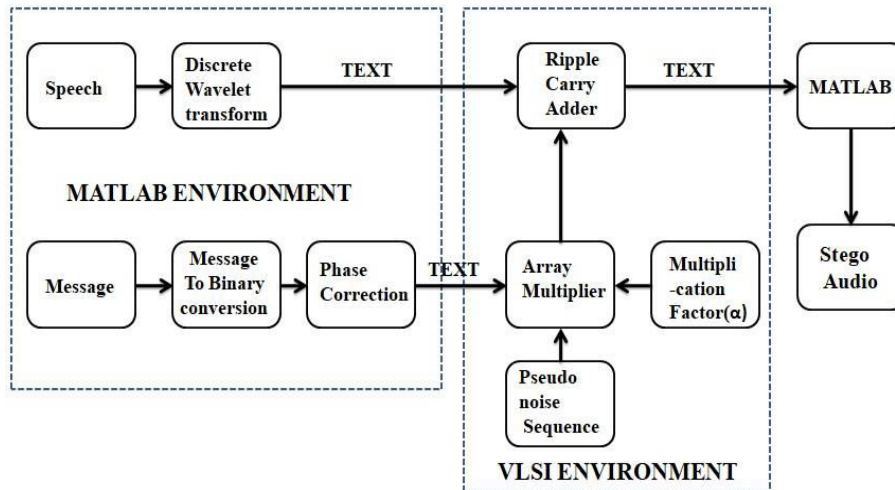 Speech
Discrete
Wavelet
transform
TEXT
Ripple
Carry
Adder
TEXT
MATLAB
MATLAB ENVIRONMENT
Message
Message
To Binary
conversion
Phase
Correction
TEXT
Array
Multiplier
Multipli
-cation
Factor(α)
Stego
Audio
Pseudo
noise
Sequence
VLSI ENVIRONMENT